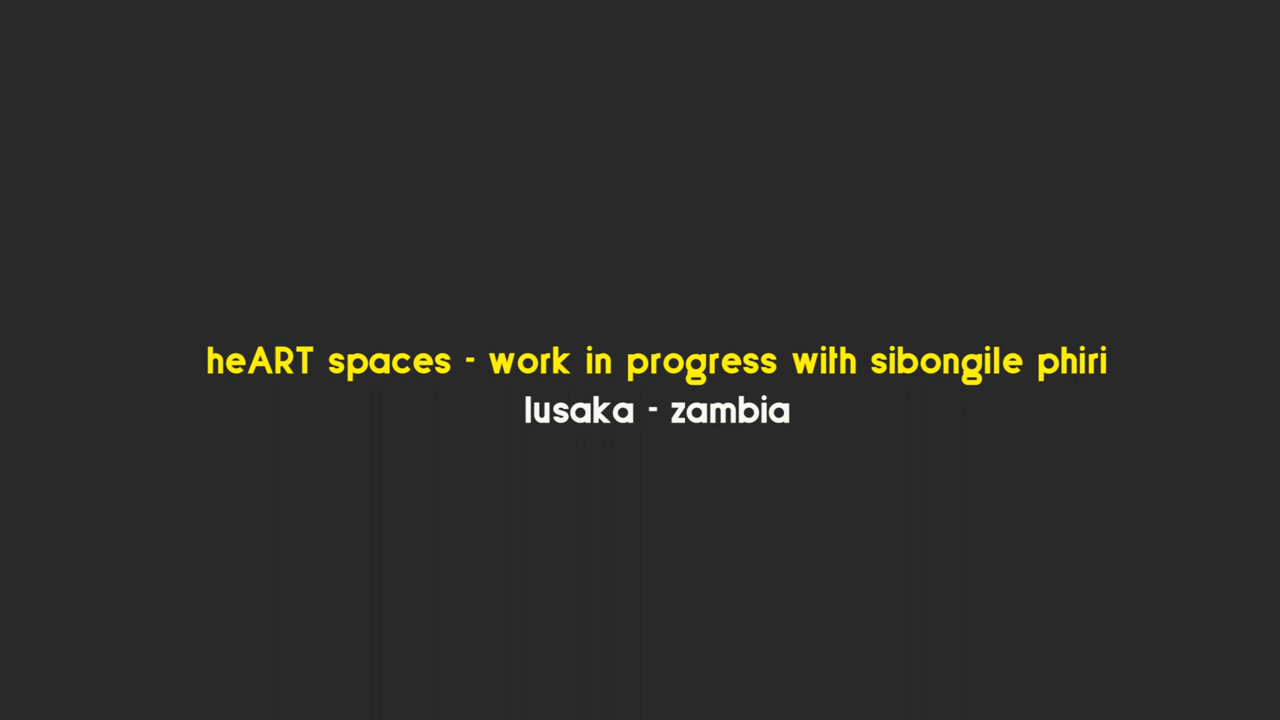 heART spaces - work in progress with sibongile phiri
lusaka - zambia